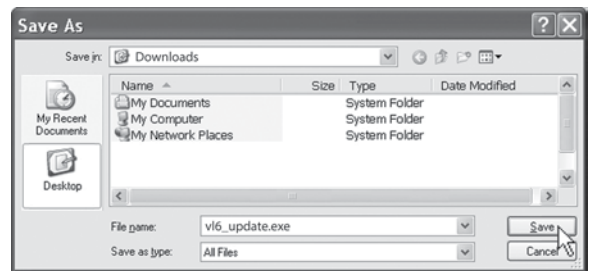 Save As
Save in: Downloads
Name Size Type Date Modified
My Documents System Folder
My Computer System Folder
My Network Places System Folder
My Recent Documents
Desktop
File name: vl6_update.exe Save
Save as type: All Files Cancel